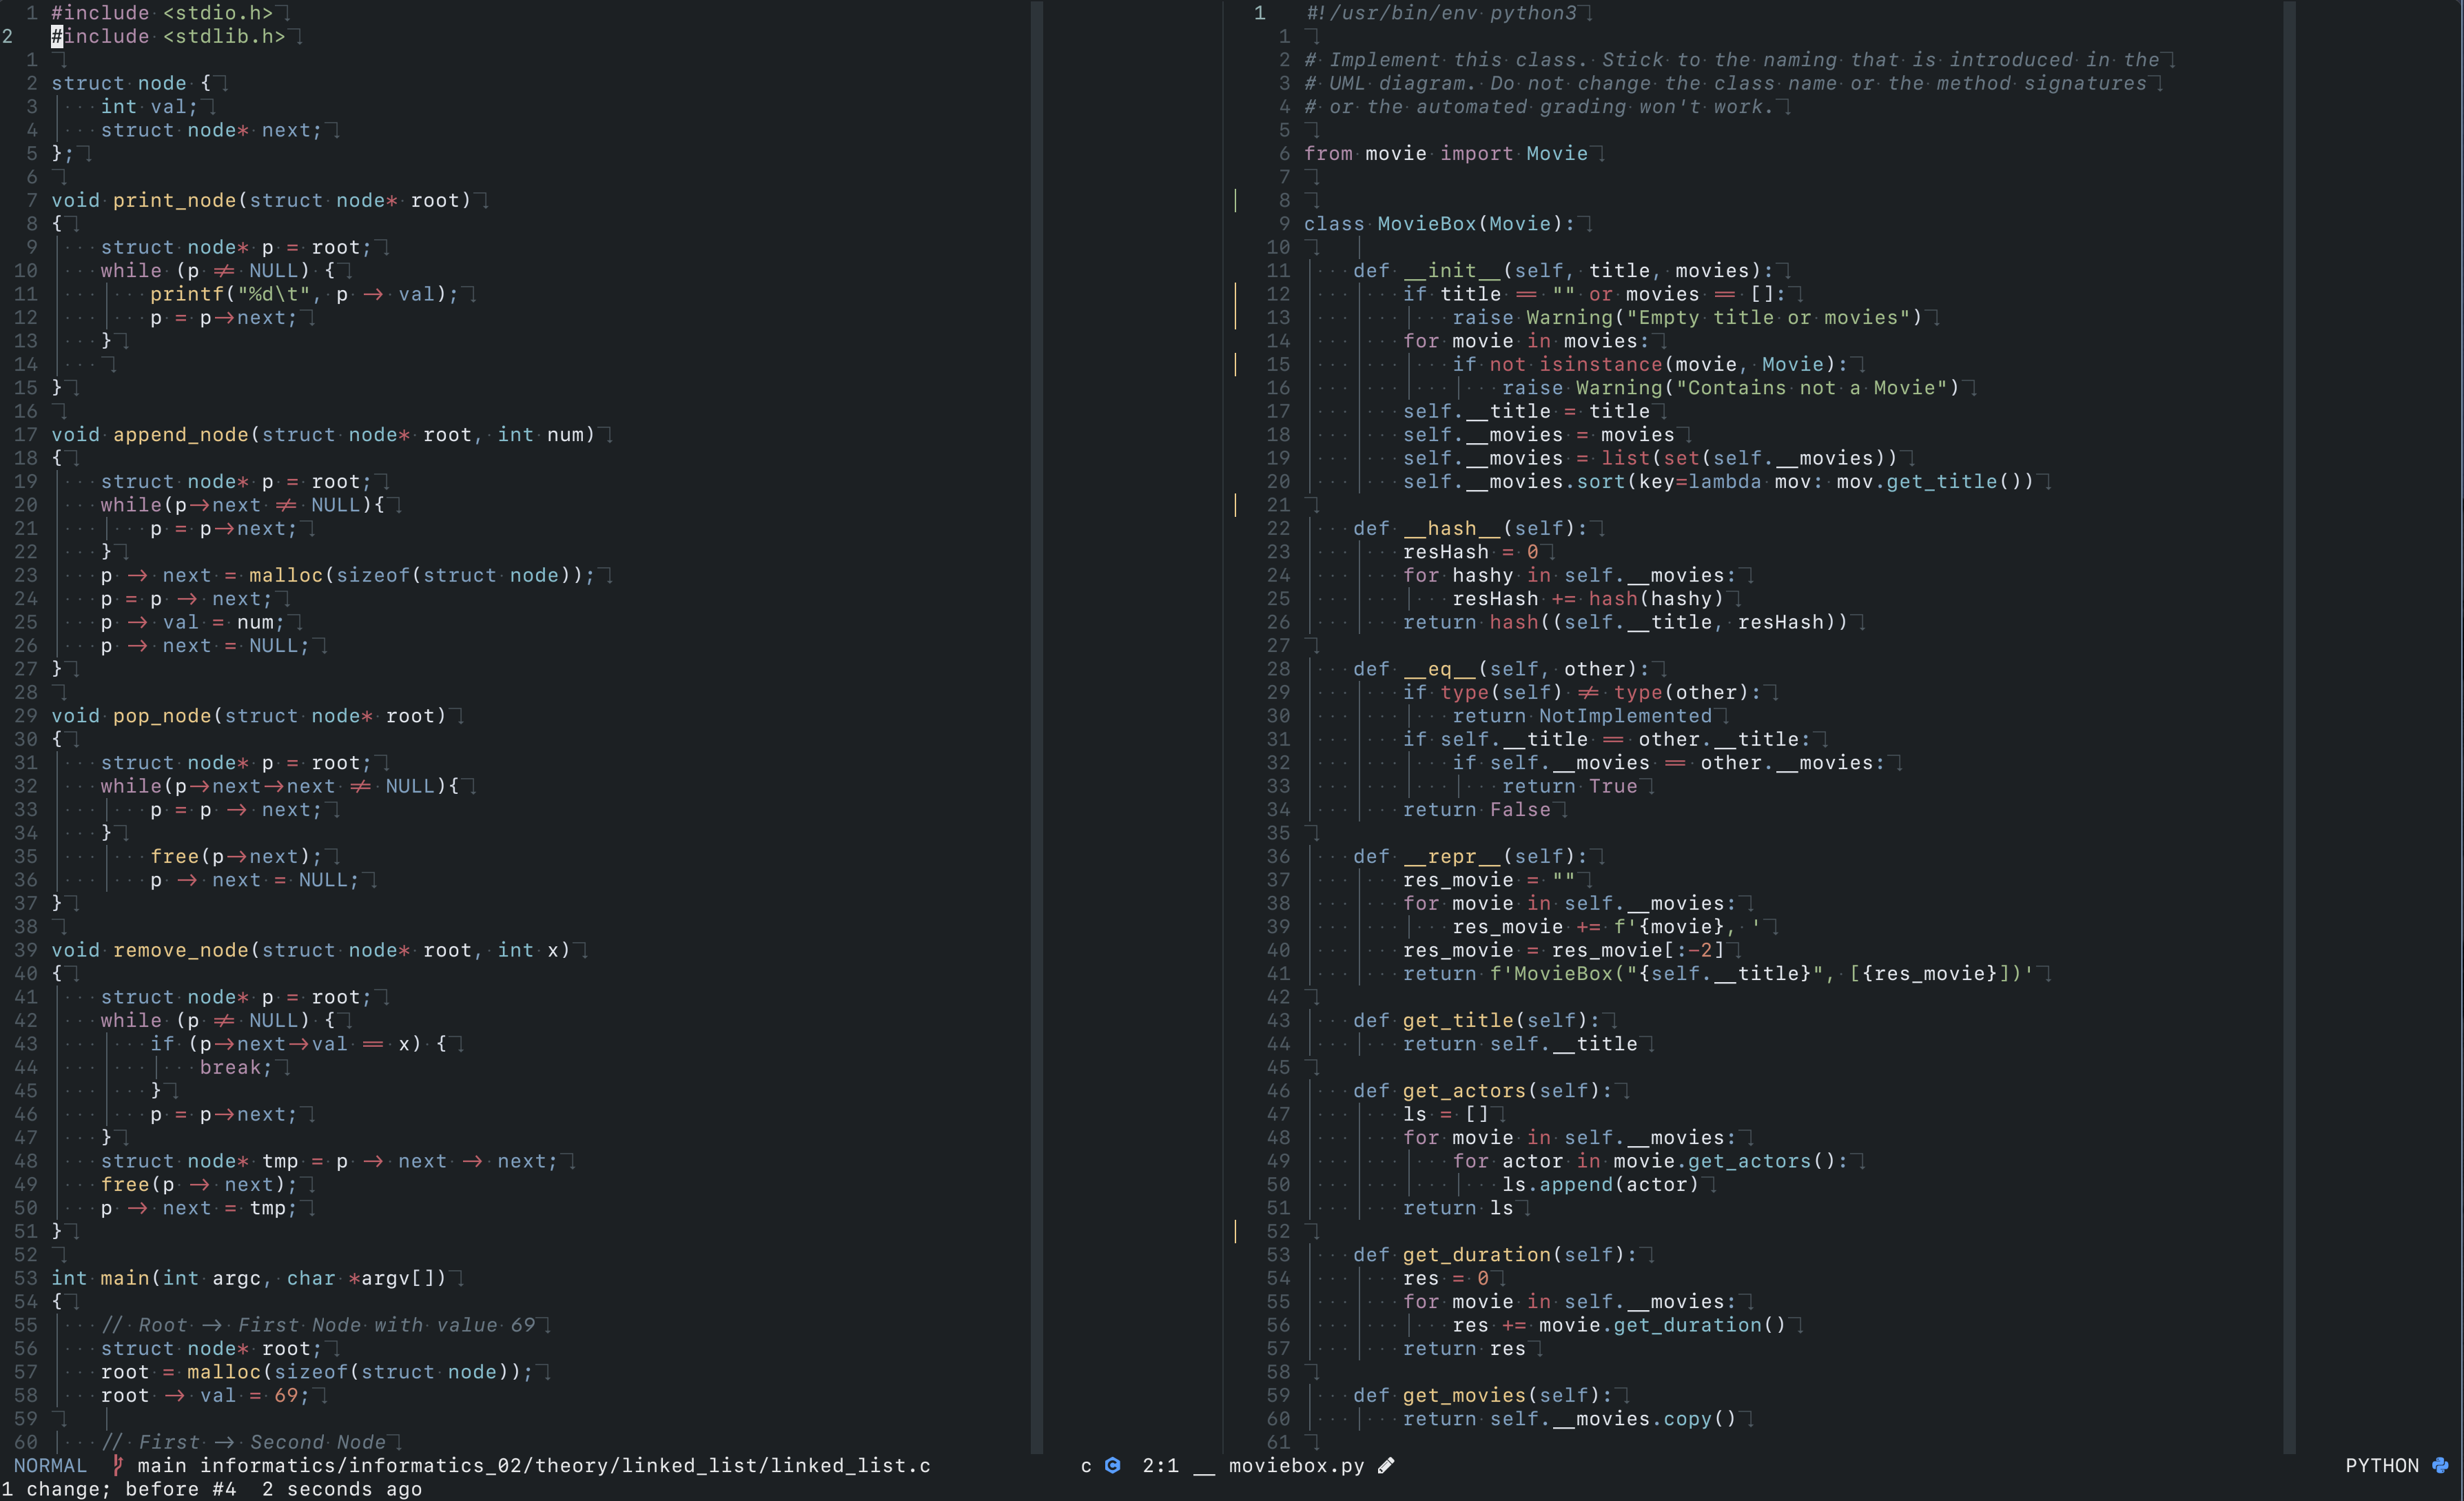 1 #include <stdio.h>
2 #include <stdlib.h>
1
2 struct node {
3     int val;
4     struct node* next;
5 };
6
7 void print_node(struct node* root)
8 {
9     struct node* p = root;
10     while (p != NULL) {
11         printf("%d\t", p -> val);
12         p = p->next;
13     }
14
15 }
16
17 void append_node(struct node* root, int num)
18 {
19     struct node* p = root;
20     while(p->next != NULL){
21         p = p->next;
22     }
23     p -> next = malloc(sizeof(struct node));
24     p = p -> next;
25     p -> val = num;
26     p -> next = NULL;
27 }
28
29 void pop_node(struct node* root)
30 {
31     struct node* p = root;
32     while(p->next->next != NULL){
33         p = p -> next;
34     }
35         free(p->next);
36         p -> next = NULL;
37 }
38
39 void remove_node(struct node* root, int x)
40 {
41     struct node* p = root;
42     while (p != NULL) {
43         if (p->next->val == x) {
44             break;
45         }
46         p = p->next;
47     }
48     struct node* tmp = p -> next -> next;
49     free(p -> next);
50     p -> next = tmp;
51 }
52
53 int main(int argc, char *argv[])
54 {
55     // Root -> First Node with value 69
56     struct node* root;
57     root = malloc(sizeof(struct node));
58     root -> val = 69;
59
60     // First -> Second Node
1 #!/usr/bin/env python3
1
2 # Implement this class. Stick to the naming that is introduced in the
3 # UML diagram. Do not change the class name or the method signatures
4 # or the automated grading won't work.
5
6 from movie import Movie
7
8
9 class MovieBox(Movie):
10
11     def __init__(self, title, movies):
12         if title == "" or movies == []:
13             raise Warning("Empty title or movies")
14         for movie in movies:
15             if not isinstance(movie, Movie):
16                 raise Warning("Contains not a Movie")
17         self.__title = title
18         self.__movies = movies
19         self.__movies = list(set(self.__movies))
20         self.__movies.sort(key=lambda mov: mov.get_title())
21
22     def __hash__(self):
23         resHash = 0
24         for hashy in self.__movies:
25             resHash += hash(hashy)
26         return hash((self.__title, resHash))
27
28     def __eq__(self, other):
29         if type(self) != type(other):
30             return NotImplemented
31         if self.__title == other.__title:
32             if self.__movies == other.__movies:
33                 return True
34         return False
35
36     def __repr__(self):
37         res_movie = ""
38         for movie in self.__movies:
39             res_movie += f'{movie}, '
40         res_movie = res_movie[:-2]
41         return f'MovieBox("{self.__title}", [{res_movie}])'
42
43     def get_title(self):
44         return self.__title
45
46     def get_actors(self):
47         ls = []
48         for movie in self.__movies:
49             for actor in movie.get_actors():
50                 ls.append(actor)
51         return ls
52
53     def get_duration(self):
54         res = 0
55         for movie in self.__movies:
56             res += movie.get_duration()
57         return res
58
59     def get_movies(self):
60         return self.__movies.copy()
61
NORMAL main informatics/informatics_02/theory/linked_list/linked_list.c c 2:1 __ moviebox.py PYTHON
1 change; before #4  2 seconds ago